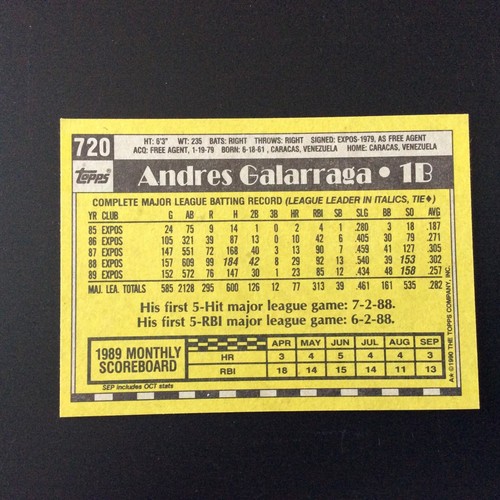 720
HT: 6'3" WT: 235 BATS: RIGHT THROWS: RIGHT SIGNED: EXPOS-1979, AS FREE AGENT
ACQ: FREE AGENT, 1-19-79 BORN: 6-18-61, CARACAS, VENEZUELA HOME: CARACAS, VENEZUELA
Topps®
Andres Galarraga • 1B
COMPLETE MAJOR LEAGUE BATTING RECORD (LEAGUE LEADER IN ITALICS, TIE♦)
YR CLUB G AB R H 2B 3B HR RBI SB SLG BB SO AVG
85 EXPOS 24 75 9 14 1 0 2 4 1 .280 3 18 .187
86 EXPOS 105 321 39 87 13 0 10 42 6 .405 30 79 .271
87 EXPOS 147 551 72 168 40 3 13 90 7 .459 41 127 .305
88 EXPOS 157 609 99 184 42 8 29 92 13 .540 39 153 .302
89 EXPOS 152 572 76 147 30 1 23 85 12 .434 48 158 .257
MAJ. LEA. TOTALS 585 2128 295 600 126 12 77 313 39 .461 161 535 .282
His first 5-Hit major league game: 7-2-88.
His first 5-RBI major league game: 6-2-88.
1989 MONTHLY
SCOREBOARD
APR MAY JUN JUL AUG SEP
HR 3 4 5 4 4 3
RBI 18 14 15 14 11 13
SEP includes OCT stats
A★ © 1990 THE TOPPS COMPANY, INC.